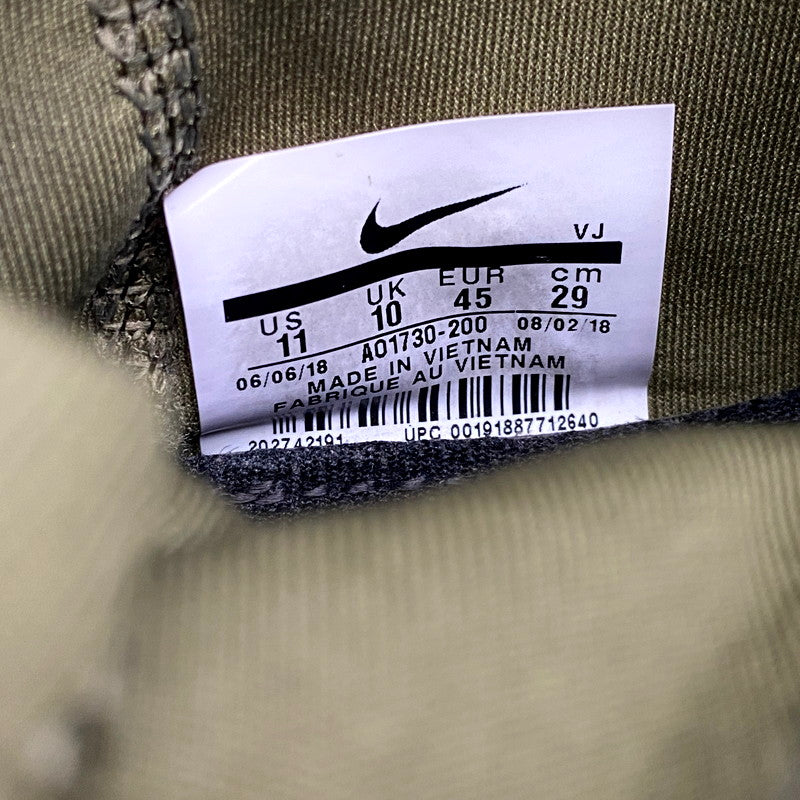 VJ
US UK EUR cm
11 10 45 29
06/06/18 AO1730-200 08/02/18
MADE IN VIETNAM
FABRIQUE AU VIETNAM
202742191 UPC 00191887712640